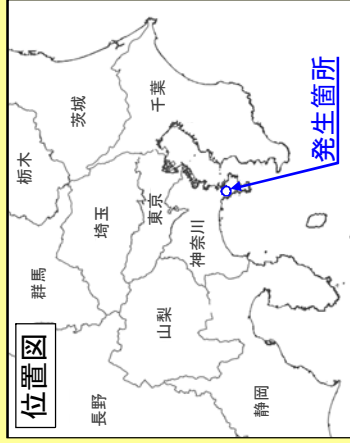 位置図
栃木
群馬
茨城
長野
埼玉
東京
千葉
山梨
神奈川
静岡
発生箇所